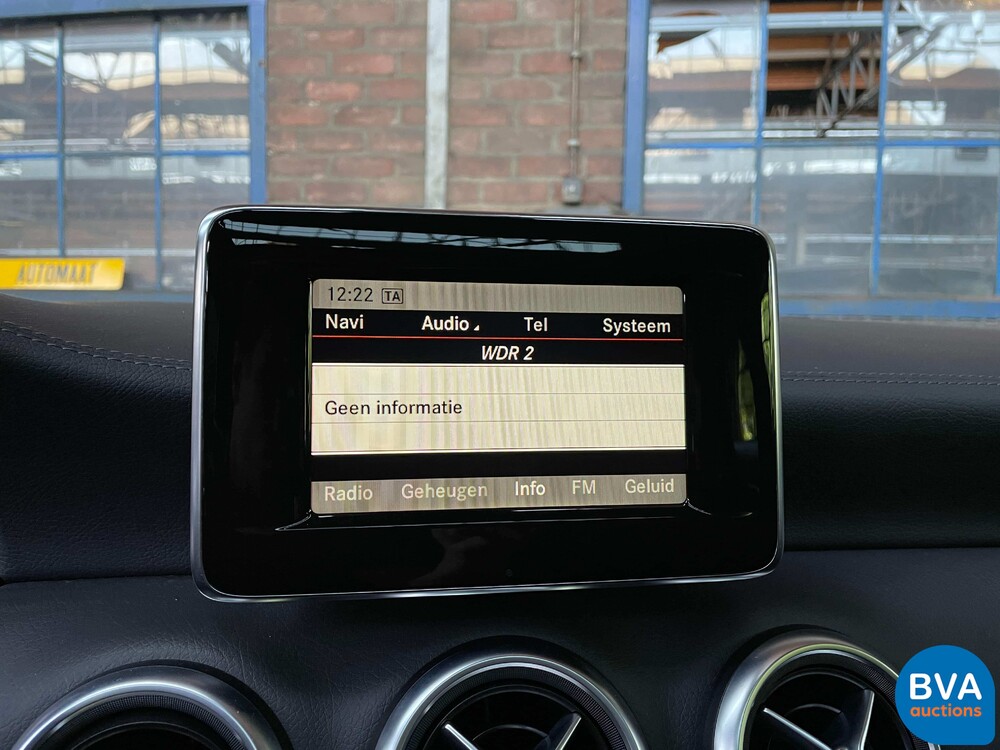 AUTOMAAT
12:22 TA
Navi Audio Tel Systeem
WDR 2
Geen informatie
Radio Geheugen Info FM Geluid
BVA
auctions